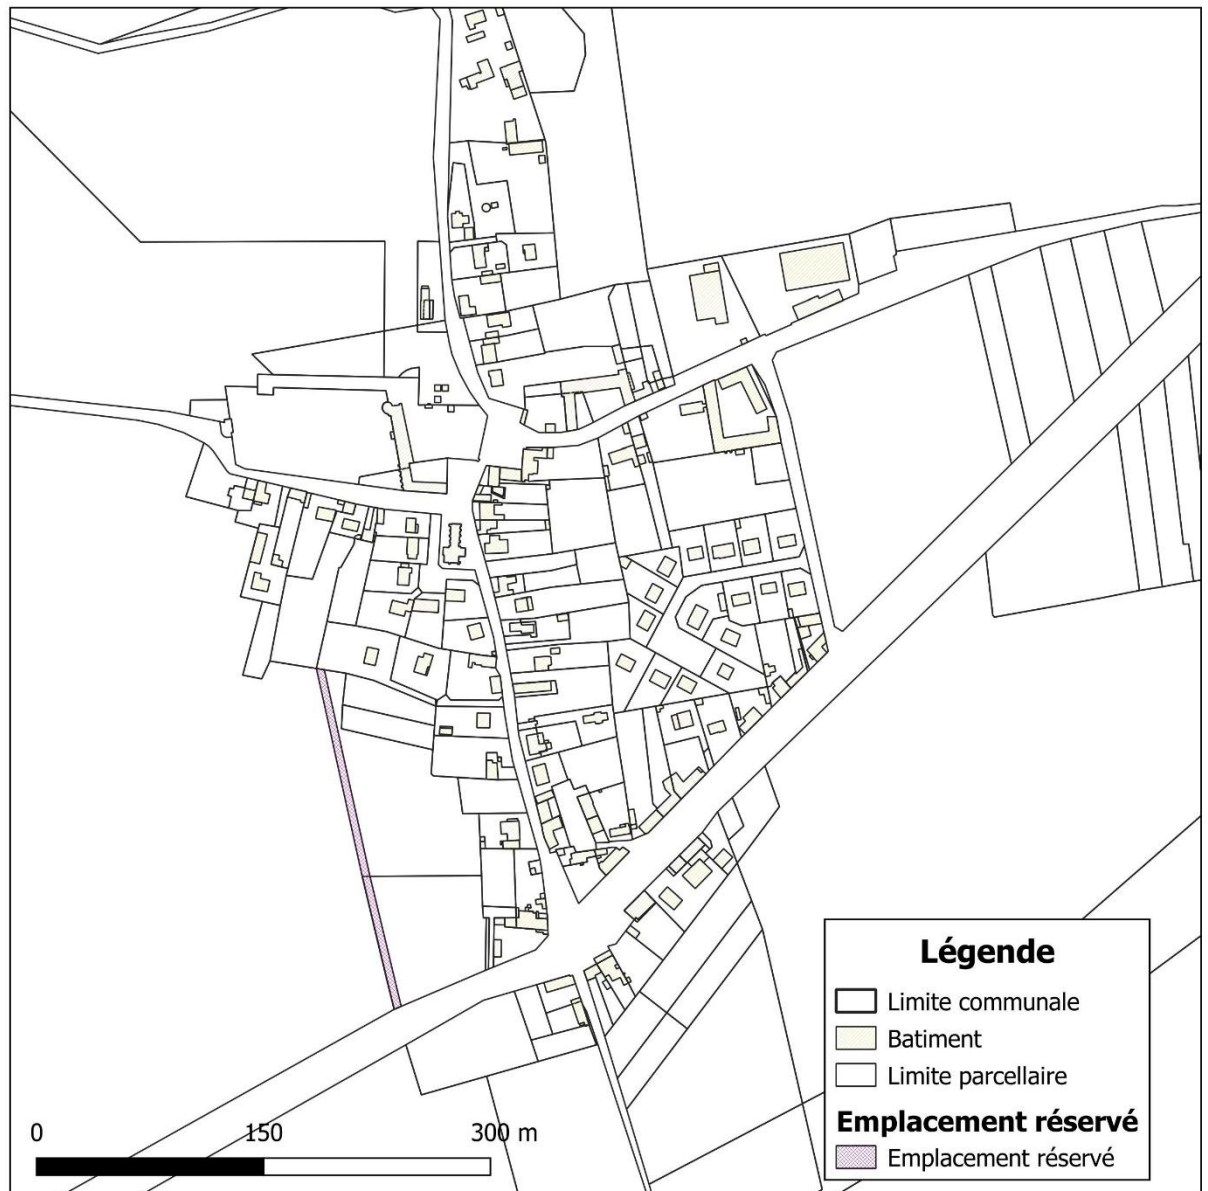 Légende
Limite communale
Batiment
Limite parcellaire
Emplacement réservé
Emplacement réservé
0 150 300 m